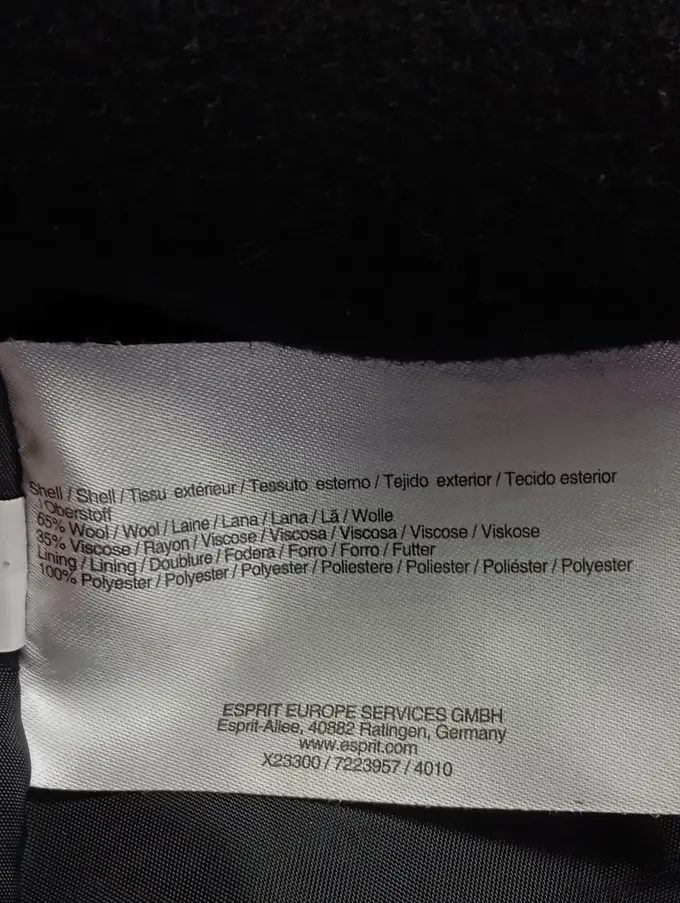 Shell / Shell / Tissu extérieur / Tessuto esterno / Tejido exterior / Tecido esterior
/ Oberstoff
65% Wool / Wool / Laine / Lana / Lana / Lã / Wolle
35% Viscose / Rayon / Viscose / Viscosa / Viscosa / Viscose / Viskose
Lining / Lining / Doublure / Fodera / Forro / Forro / Futter
100% Polyester / Polyester / Polyester / Poliestere / Poliester / Poliéster / Polyester
ESPRIT EUROPE SERVICES GMBH
Esprit-Allee, 40882 Ratingen, Germany
www.esprit.com
X23300 / 7223957 / 4010